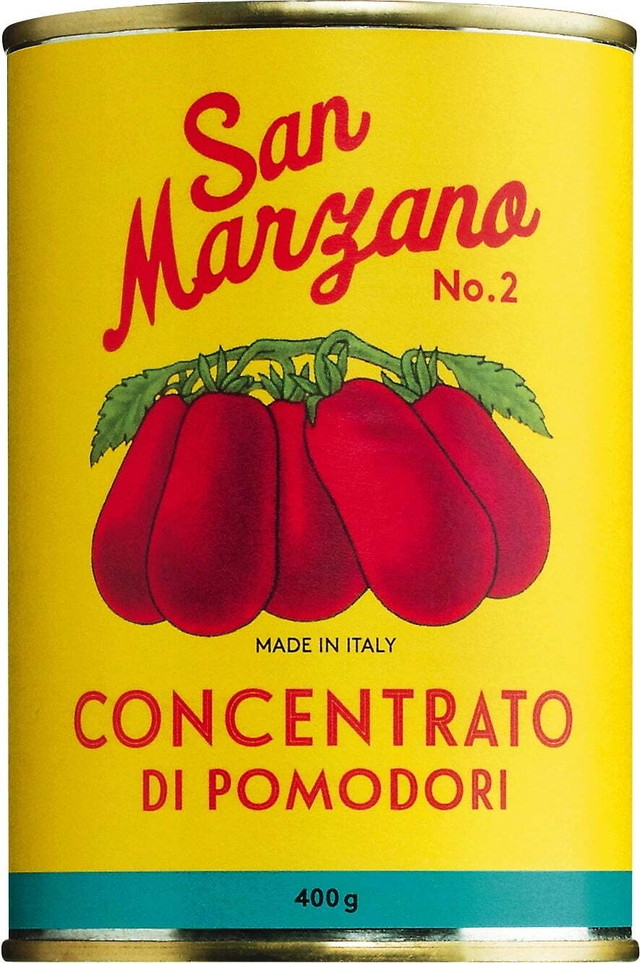 San
Marzano
No.2
MADE IN ITALY
CONCENTRATO
DI POMODORI
400g